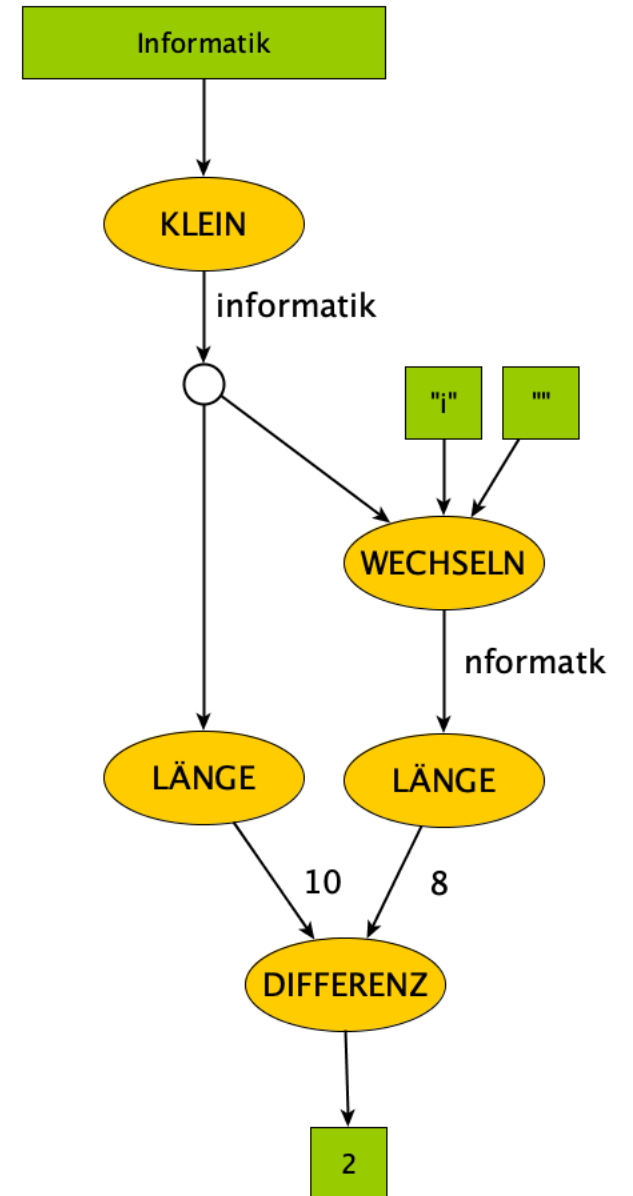 Informatik
KLEIN
informatik
"i"
""
WECHSELN
nformatk
LÄNGE
LÄNGE
10
8
DIFFERENZ
2